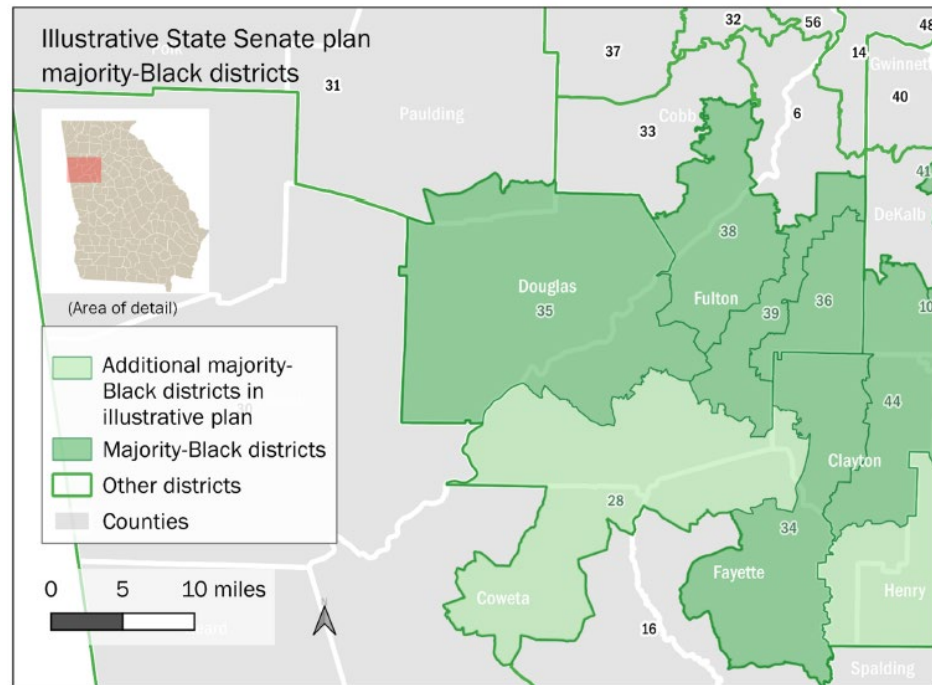 Illustrative State Senate plan
majority-Black districts
32
56
48
37
14
Gwinnett
31
40
Paulding
Cobb
33
6
41
DeKalb
38
(Area of detail)
Douglas
35
Fulton
36
39
10
Additional majority-
Black districts in
illustrative plan
Majority-Black districts
Other districts
Counties
44
Clayton
28
34
0 5 10 miles
N
Coweta
Fayette
Henry
16
Spalding